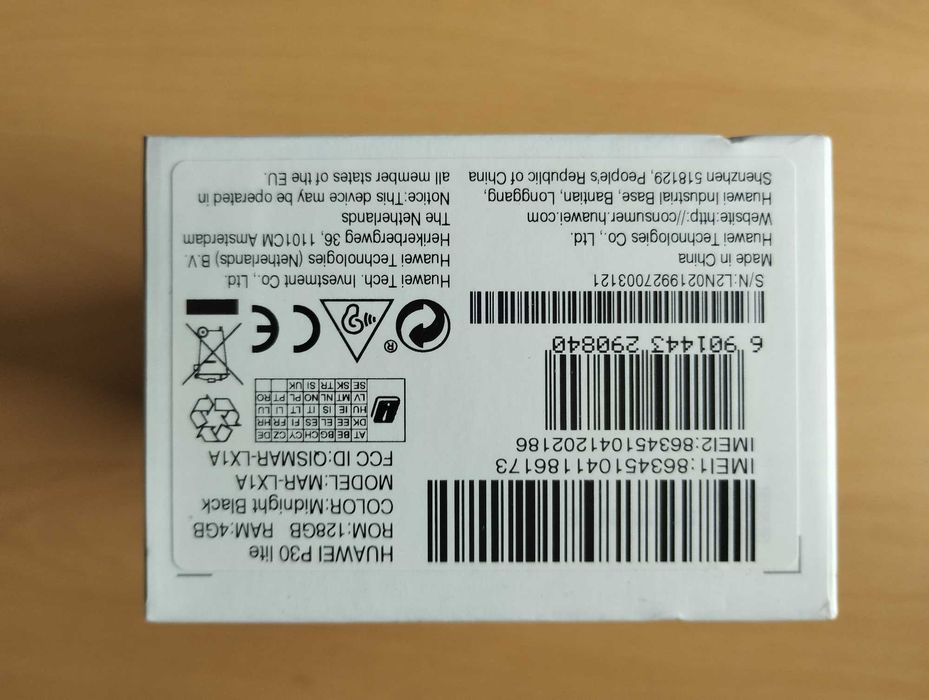 HUAWEI P30 lite
ROM:128GB RAM:4GB
COLOR:Midnight Black
MODEL:MAR-LX1A
FCC ID:QISMAR-LX1A
IMEI1:863451041186173
IMEI2:863451041202186
6 901443 290840
S/N:L2N0219927003121
Made in China
Huawei Technologies Co., Ltd.
Website:http://consumer.huawei.com
Huawei Industrial Base, Bantian, Longgang,
Shenzhen 518129, People's Republic of China
AT BE BG CH CY CZ DE
DK EE EL ES FI FR HR
HU IE IS IT LI LT LU
LV MT NL NO PL PT RO
SE SK TR SI UK
®
CE
Huawei Tech. Investment Co., Ltd.
Huawei Technologies (Netherlands) B.V.
Herikerbergweg 36, 1101CM Amsterdam
The Netherlands
Notice:This device may be operated in
all member states of the EU.